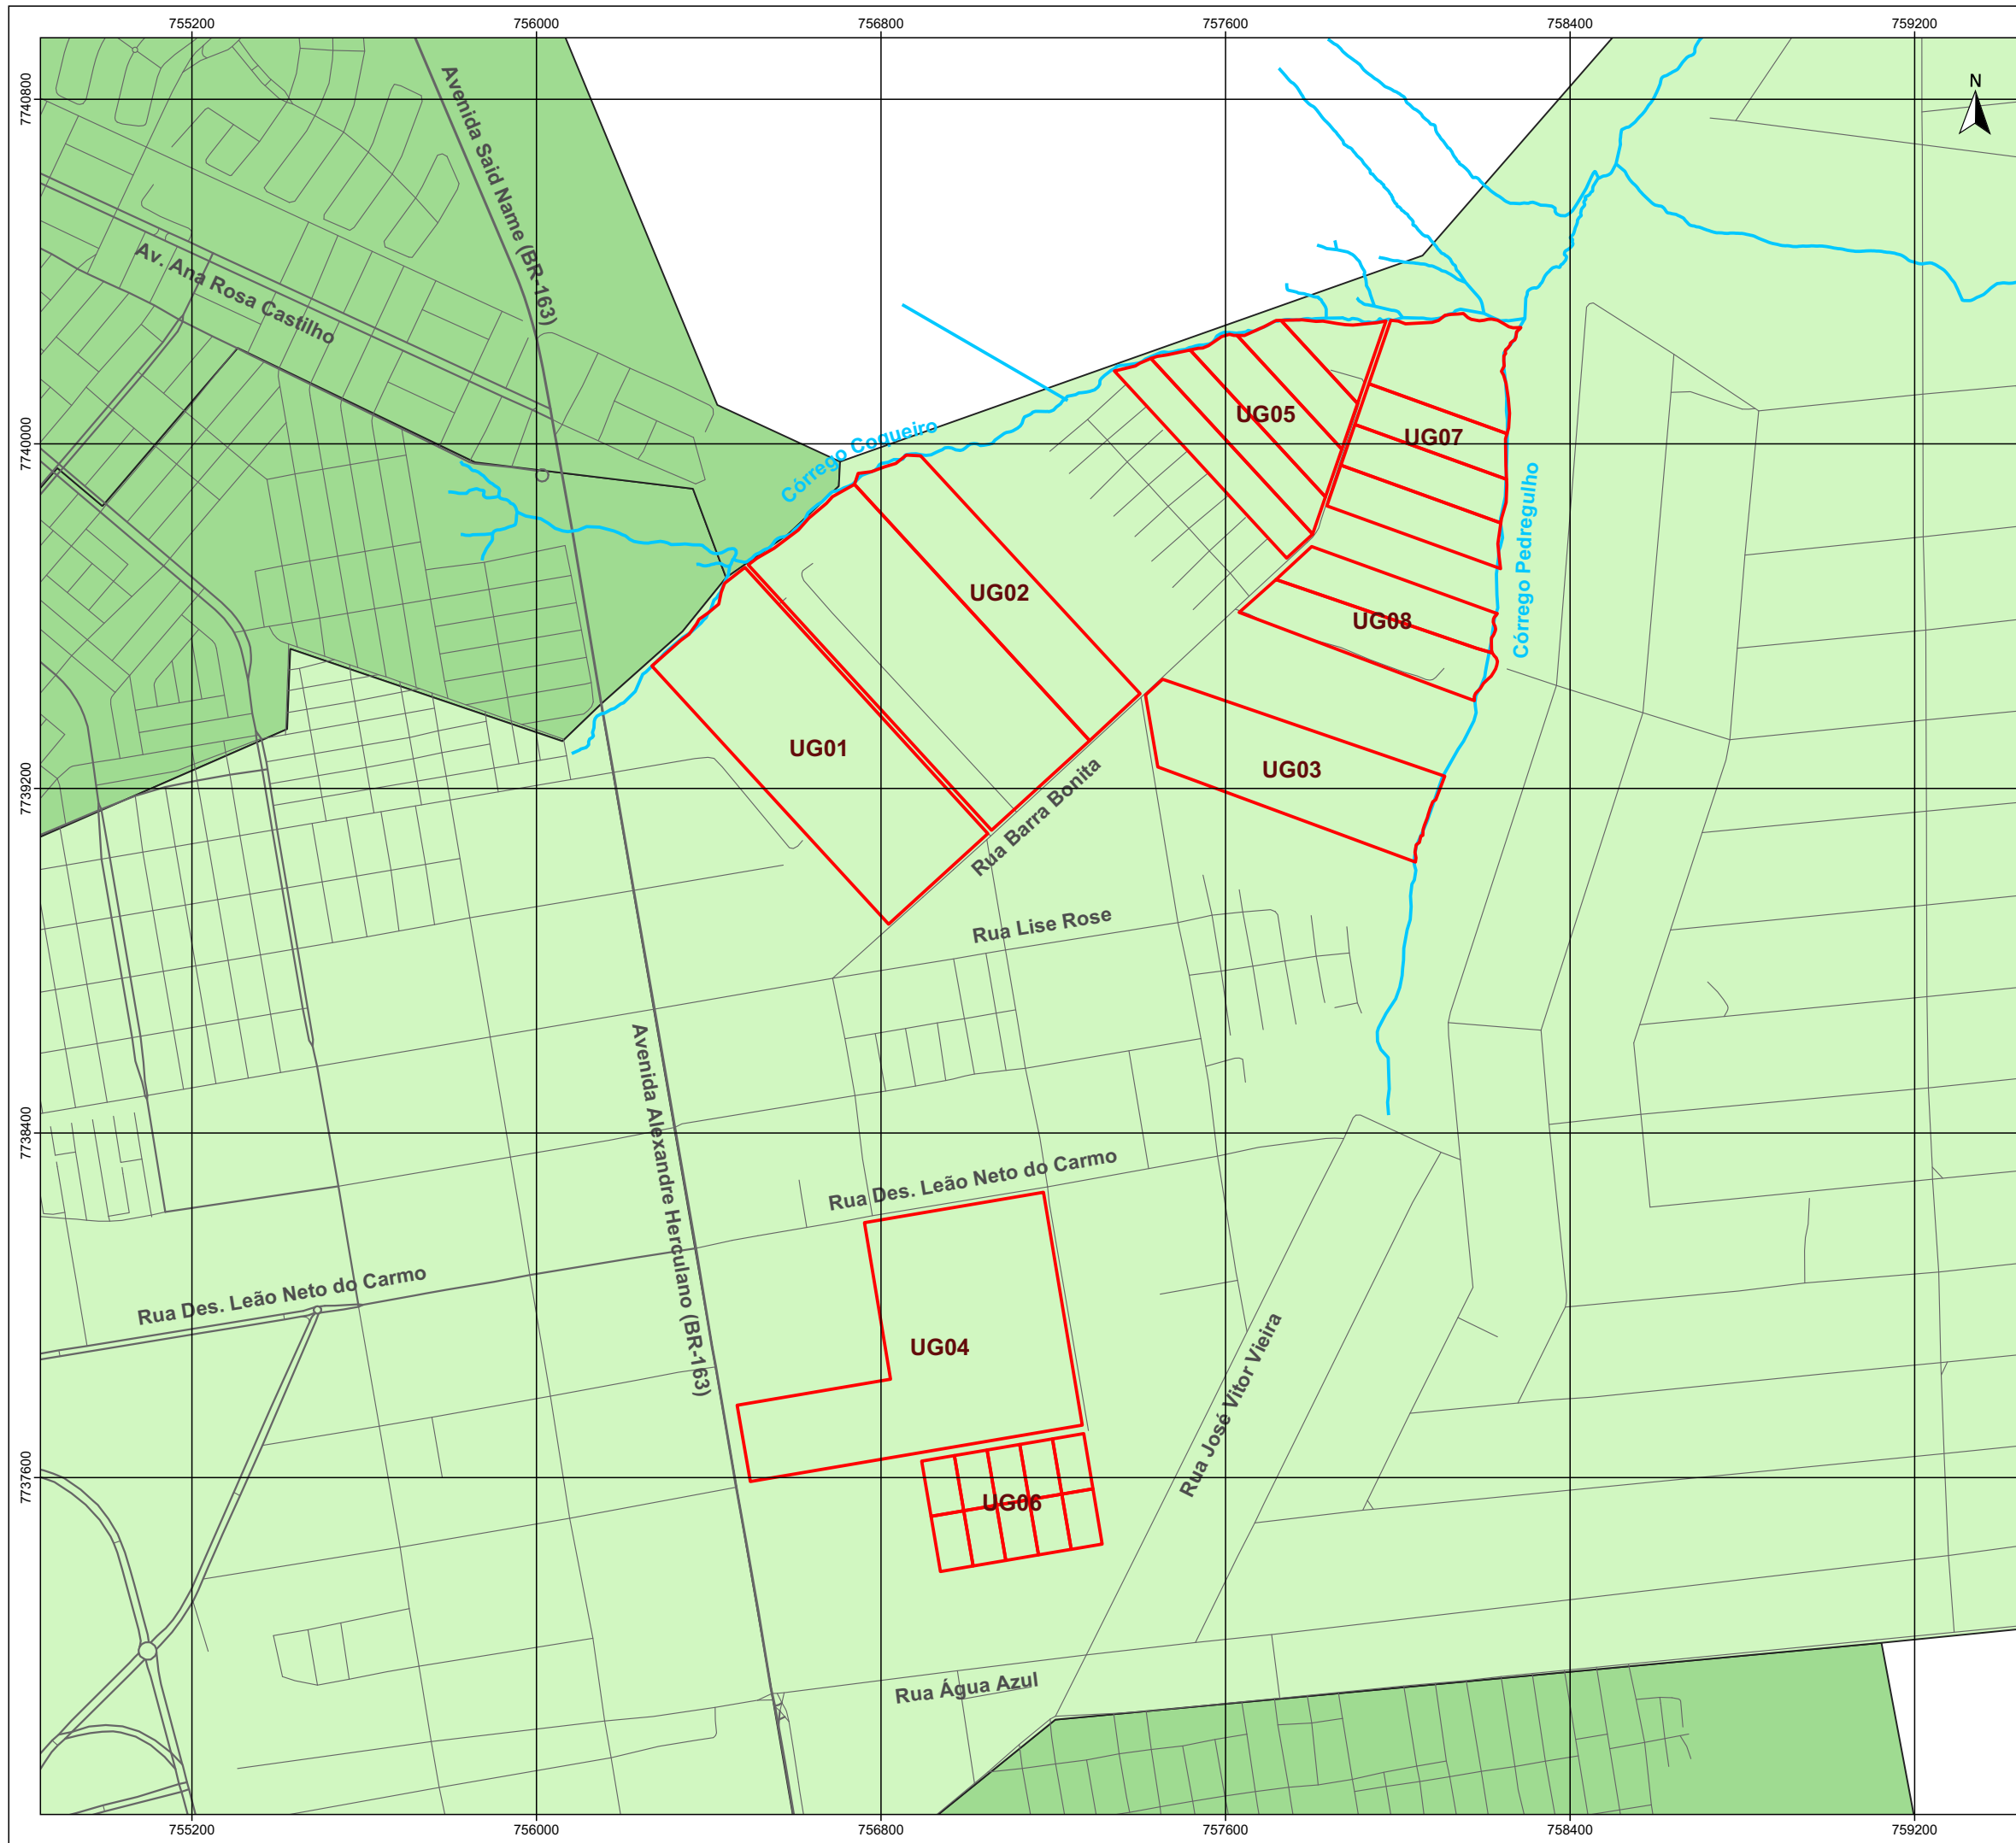 755200
756000
756800
757600
758400
759200
7740800
N
Avenida Said Name (BR-163)
Av. Ana Rosa Castilho
7740000
Córrego Coqueiro
UG05
UG07
Córrego Pedregulho
UG02
UG08
UG01
UG03
7739200
Rua Barra Bonita
Rua Lise Rose
Avenida Alexandre Herculano (BR-163)
7738400
Rua Des. Leão Neto do Carmo
Rua Des. Leão Neto do Carmo
UG04
Rua José Vitor Vieira
7737600
UG06
Rua Água Azul
755200
756000
756800
757600
758400
759200